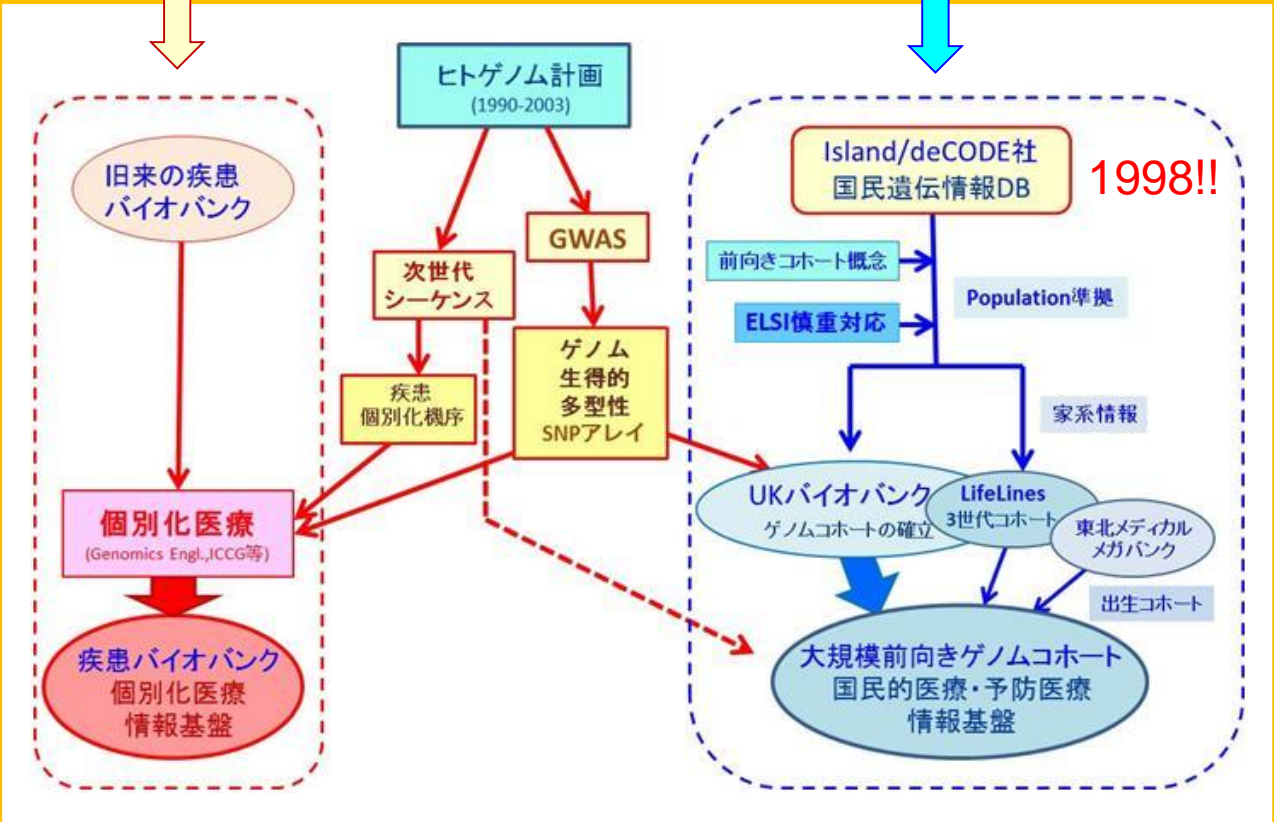 ヒトゲノム計画
(1990-2003)
旧来の疾患
バイオバンク
Island/deCODE社
国民遺伝情報DB
1998!!
GWAS
次世代
シーケンス
前向きコホート概念
Population準拠
ELSI慎重対応
ゲノム
生得的
多型性
SNPアレイ
疾患
個別化機序
家系情報
個別化医療
(Genomics Engl.,ICCG等)
UKバイオバンク
ゲノムコホートの確立
LifeLines
3世代コホート
東北メディカル
メガバンク
出生コホート
疾患バイオバンク
個別化医療
情報基盤
大規模前向きゲノムコホート
国民的医療・予防医療
情報基盤